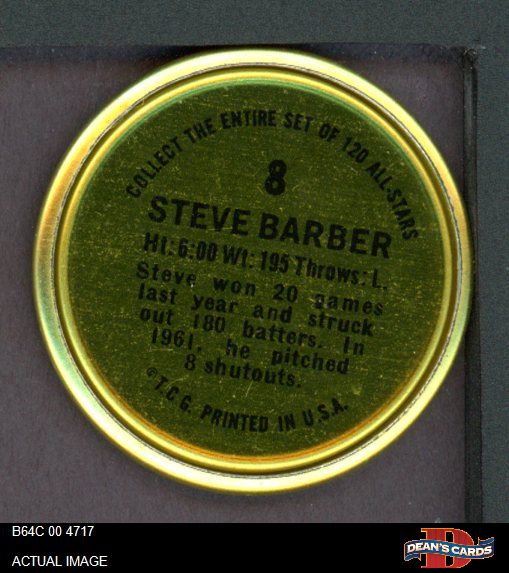 COLLECT THE ENTIRE SET OF 120 ALL-STARS
8
STEVE BARBER
Ht: 6:00 Wt: 195 Throws: L.
Steve won 20 games
last year and struck
out 180 batters. In
1961, he pitched
8 shutouts.
©T.C.G. PRINTED IN U.S.A.
B64C 00 4717
ACTUAL IMAGE
D
DEAN'S CARDS